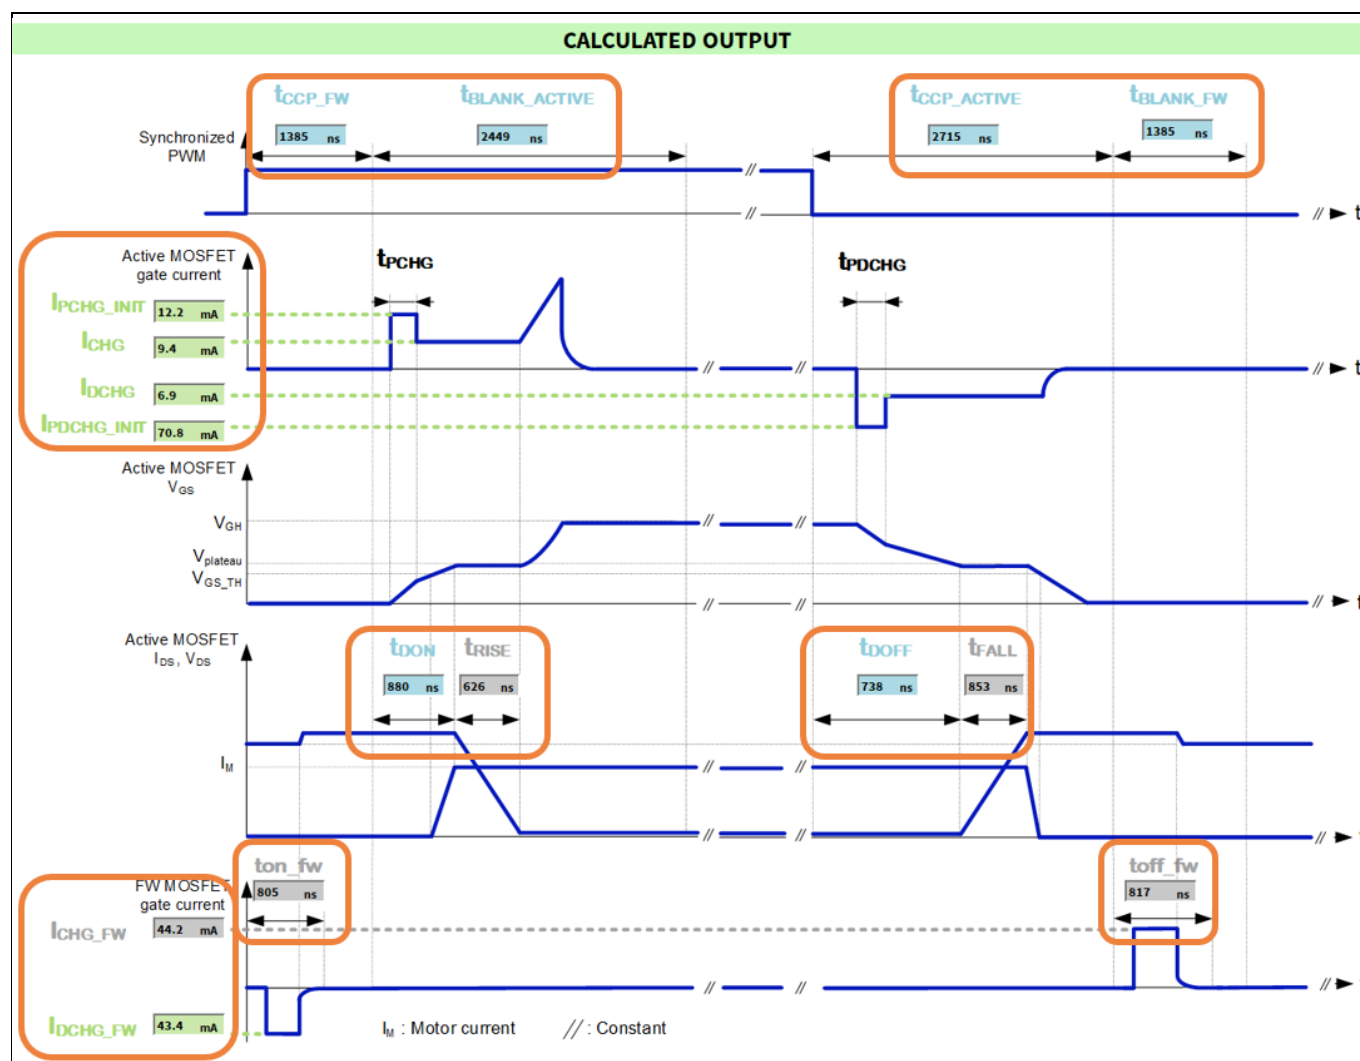 CALCULATED OUTPUT
tCCP_FW
tBLANK_ACTIVE
tCCP_ACTIVE
tBLANK_FW
1385 ns
2449 ns
2715 ns
1385 ns
Synchronized
PWM
//
//
// t
Active MOSFET
gate current
tPCHG
tPDCHG
IPCHG_INIT 12.2 mA
ICHG 9.4 mA
// // // t
IDCHG 6.9 mA
IPDCHG_INIT 70.8 mA
Active MOSFET
VGS
VGH
// //
Vplateau
VGS_TH
// // // t
Active MOSFET
IDS, VDS
tDON
tRISE
tDOFF
tFALL
880 ns
626 ns
738 ns
853 ns
IM
// //
// // //
ton_fw
toff_fw
FW MOSFET
gate current
805 ns
817 ns
ICHG_FW 44.2 mA
// // //
IDCHG_FW 43.4 mA
IM : Motor current
// : Constant